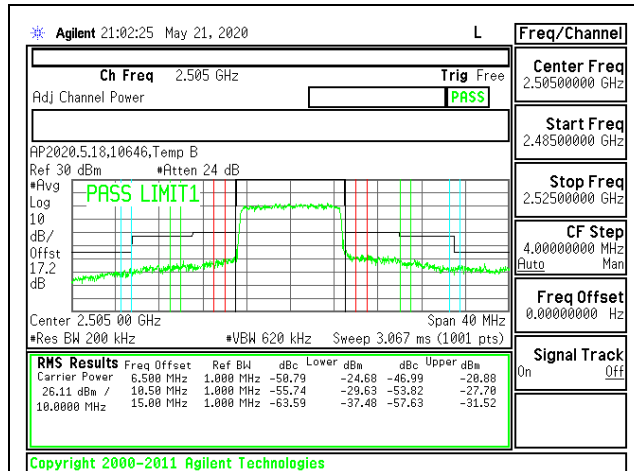 Agilent 21:02:25 May 21, 2020 L Freq/Channel
Ch Freq 2.505 GHz Trig Free
Adj Channel Power PASS
Center Freq
2.50500000 GHz
Start Freq
2.48500000 GHz
AP2020.5.18,10646,Temp B
Ref 30 dBm #Atten 24 dB
#Avg
Log
10
dB/
Offst
17.2
dB
PASS LIMIT1
Stop Freq
2.52500000 GHz
CF Step
4.00000000 MHz
Auto Man
Freq Offset
0.00000000 Hz
Center 2.505 00 GHz Span 40 MHz
#Res BW 200 kHz #VBW 620 kHz Sweep 3.067 ms (1001 pts)
Signal Track
On Off
RMS Results Freq Offset Ref BW dBc Lower dBm dBc Upper dBm
Carrier Power 6.500 MHz 1.000 MHz -50.79 -24.68 -46.99 -20.88
26.11 dBm / 10.50 MHz 1.000 MHz -55.74 -29.63 -53.82 -27.70
10.0000 MHz 15.00 MHz 1.000 MHz -63.59 -37.48 -57.63 -31.52
Copyright 2000-2011 Agilent Technologies